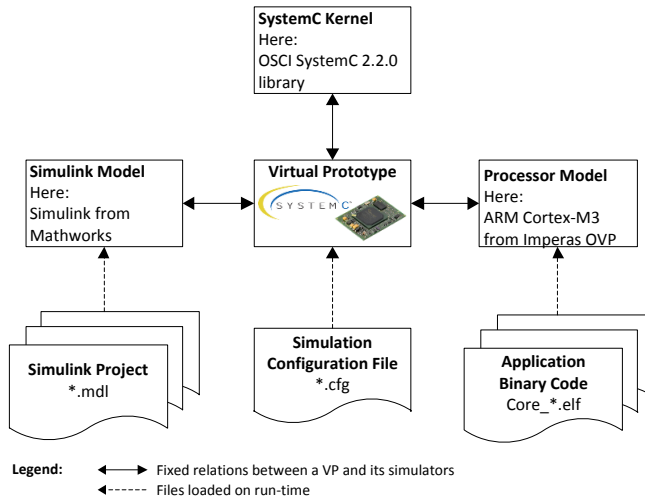 SystemC Kernel
Here:
OSCI SystemC 2.2.0
library
Simulink Model
Here:
Simulink from
Mathworks
Virtual Prototype
SYSTEMC
Processor Model
Here:
ARM Cortex-M3
from Imperas OVP
Simulink Project
*.mdl
Simulation
Configuration File
*.cfg
Application
Binary Code
Core_*.elf
Legend:
Fixed relations between a VP and its simulators
Files loaded on run-time